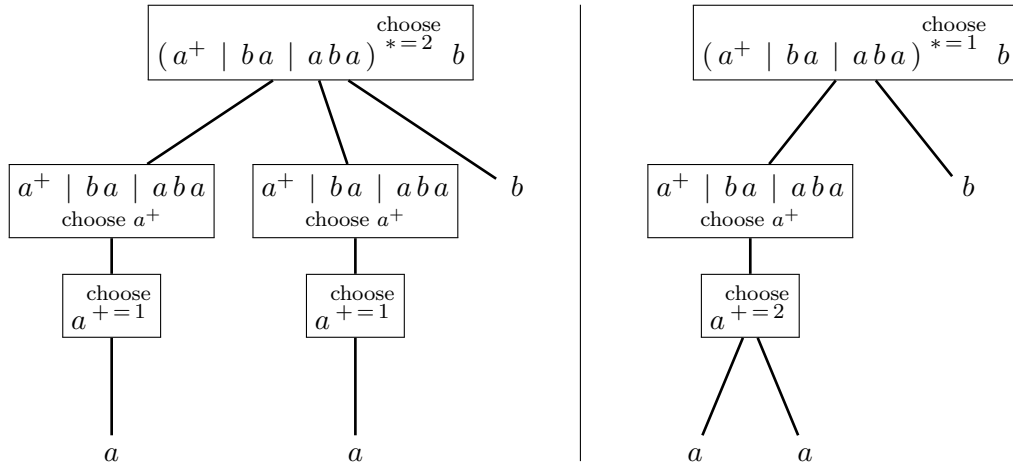 choose
(a⁺ | b a | a b a) * = 2 b
a⁺ | b a | a b a
choose a⁺
a⁺ | b a | a b a
choose a⁺
b
choose
a + = 1
choose
a + = 1
a
a
choose
(a⁺ | b a | a b a) * = 1 b
a⁺ | b a | a b a
choose a⁺
b
choose
a + = 2
a
a